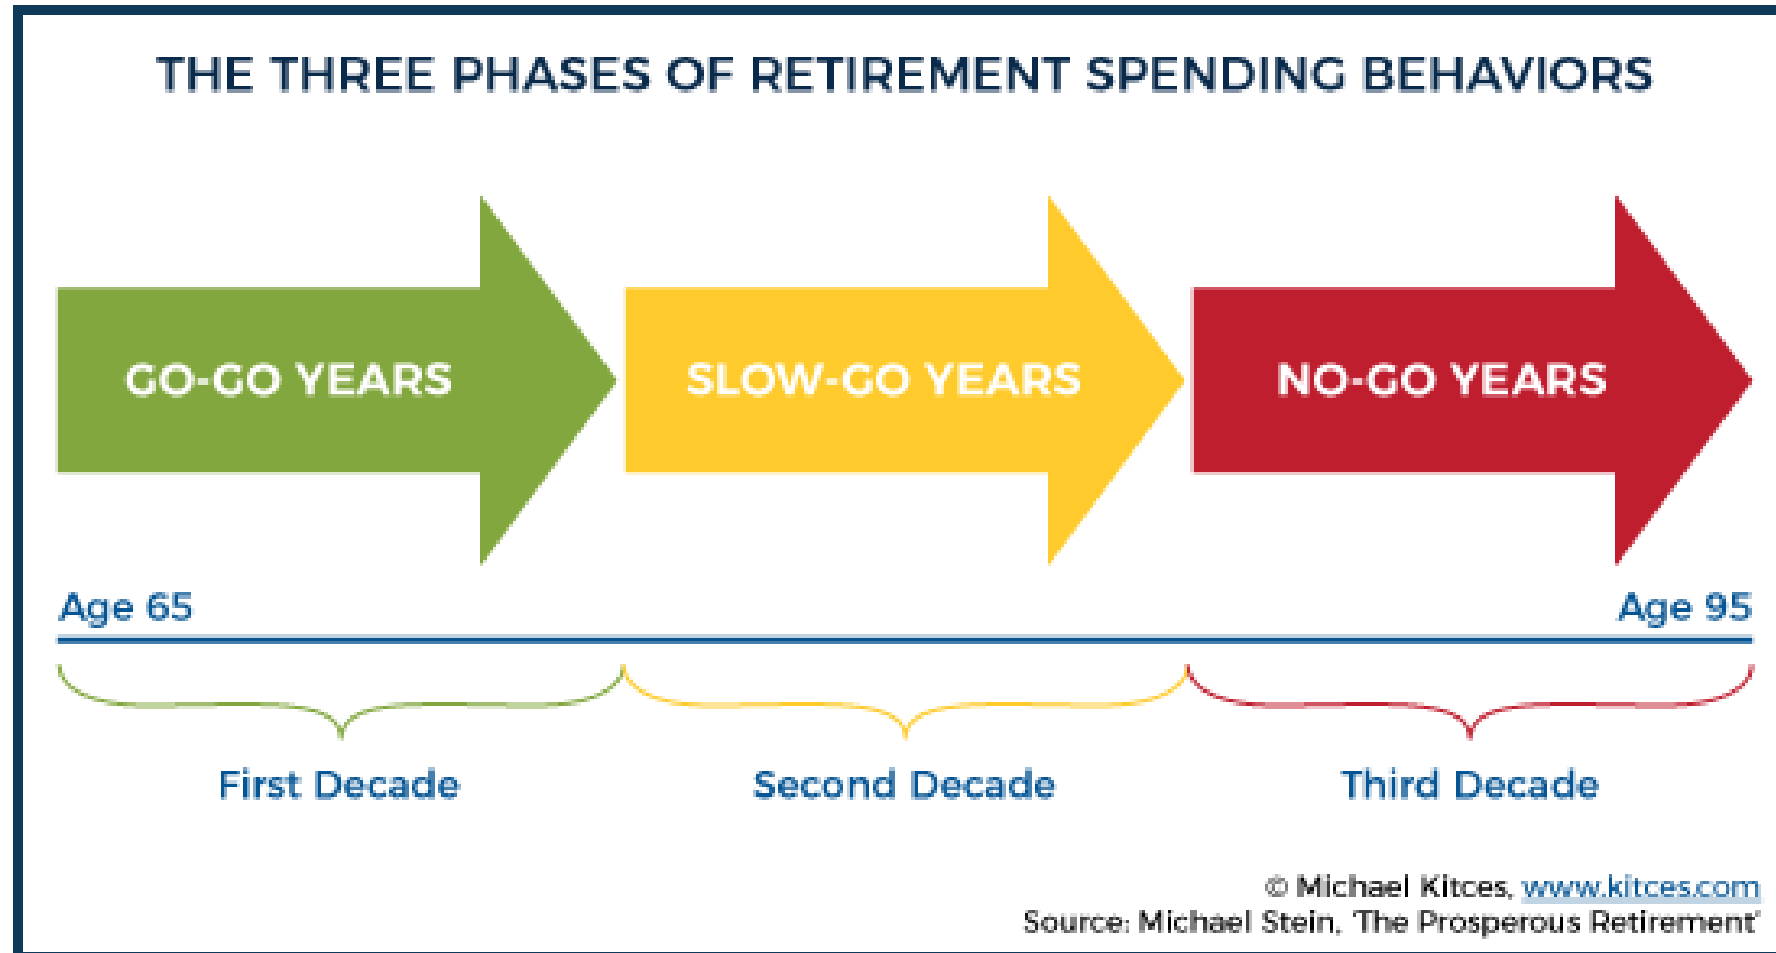 THE THREE PHASES OF RETIREMENT SPENDING BEHAVIORS
GO-GO YEARS
SLOW-GO YEARS
NO-GO YEARS
Age 65
Age 95
First Decade
Second Decade
Third Decade
© Michael Kitces, www.kitces.com
Source: Michael Stein, 'The Prosperous Retirement'